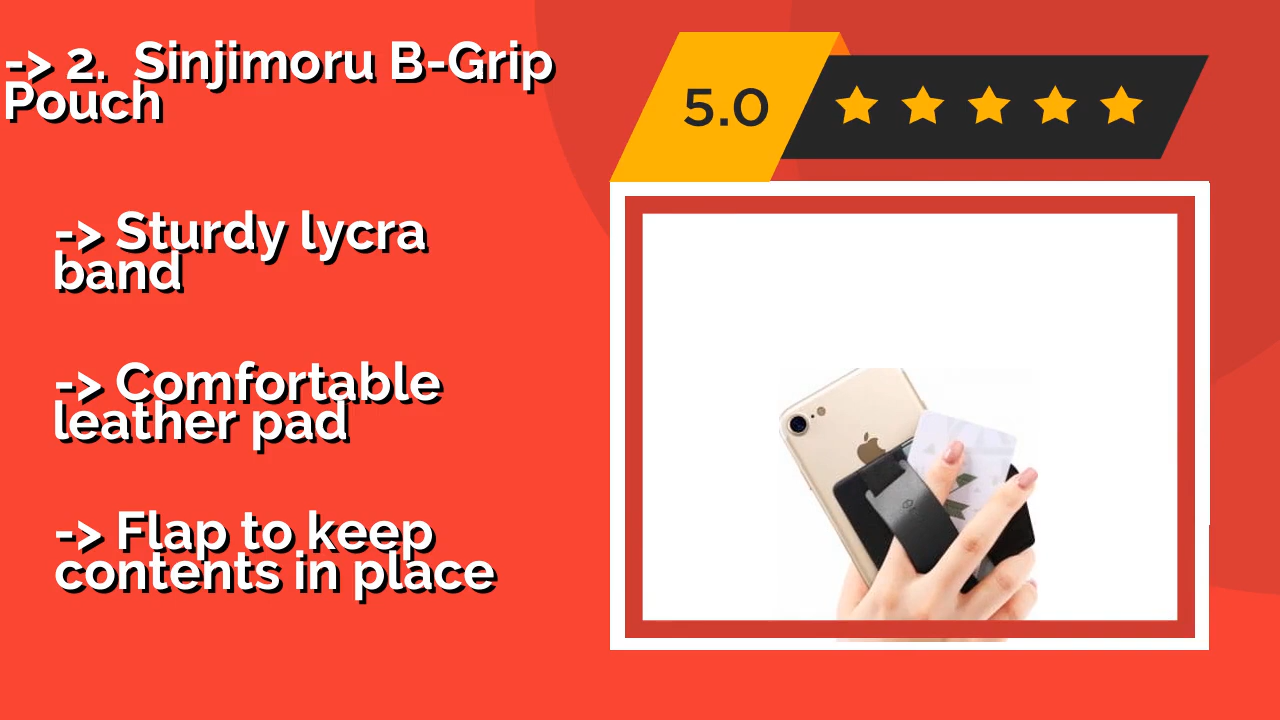 -> 2.  Sinjimoru B-Grip
Pouch
5.0
-> Sturdy lycra
band
-> Comfortable
leather pad
-> Flap to keep
contents in place